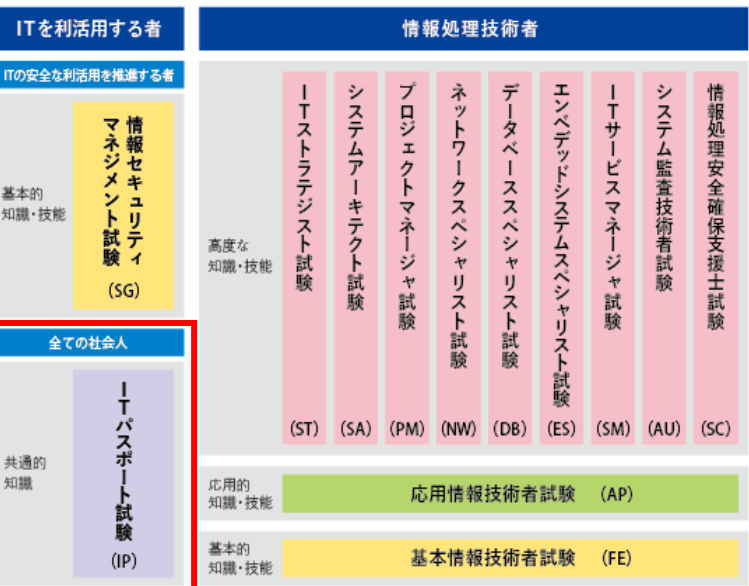 ITを利活用する者
ITの安全な利活用を推進する者
基本的
知識・技能
情報セキュリティ
マネジメント試験
(SG)
全ての社会人
共通的
知識
ITパスポート試験
(IP)
情報処理技術者
高度な
知識・技能
ITストラテジスト試験
(ST)
システムアーキテクト試験
(SA)
プロジェクトマネージャ試験
(PM)
ネットワークスペシャリスト試験
(NW)
データベーススペシャリスト試験
(DB)
エンベデッドシステムスペシャリスト試験
(ES)
ITサービスマネージャ試験
(SM)
システム監査技術者試験
(AU)
情報処理安全確保支援士試験
(SC)
応用的
知識・技能
応用情報技術者試験 (AP)
基本的
知識・技能
基本情報技術者試験 (FE)